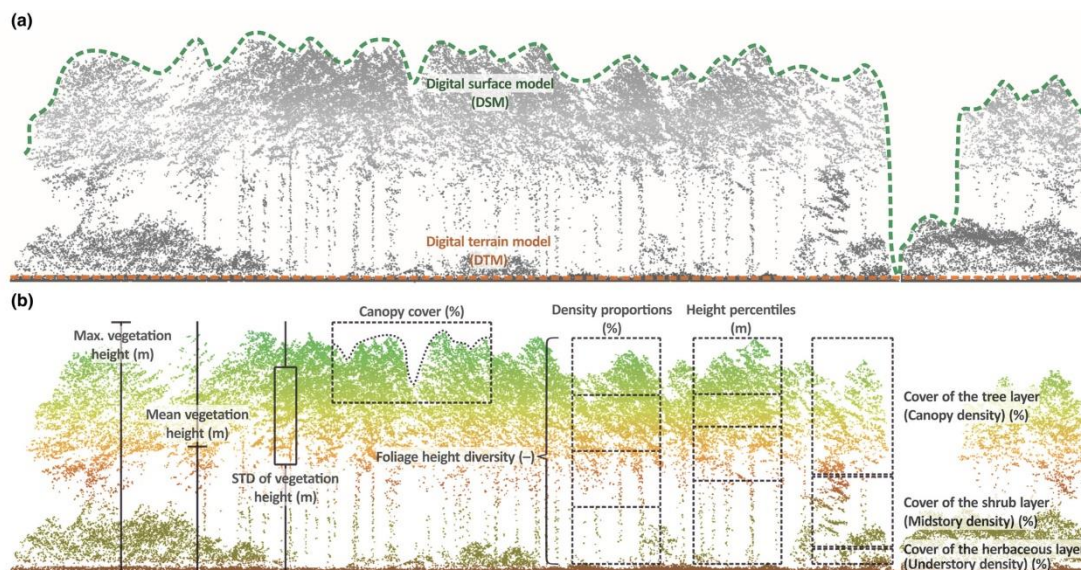 (a)
Digital surface model
(DSM)
Digital terrain model
(DTM)
(b)
Max. vegetation
height (m)
Mean vegetation
height (m)
STD of vegetation
height (m)
Canopy cover (%)
Foliage height diversity (–)
Density proportions
(%)
Height percentiles
(m)
Cover of the tree layer
(Canopy density) (%)
Cover of the shrub layer
(Midstory density) (%)
Cover of the herbaceous layer
(Understory density) (%)